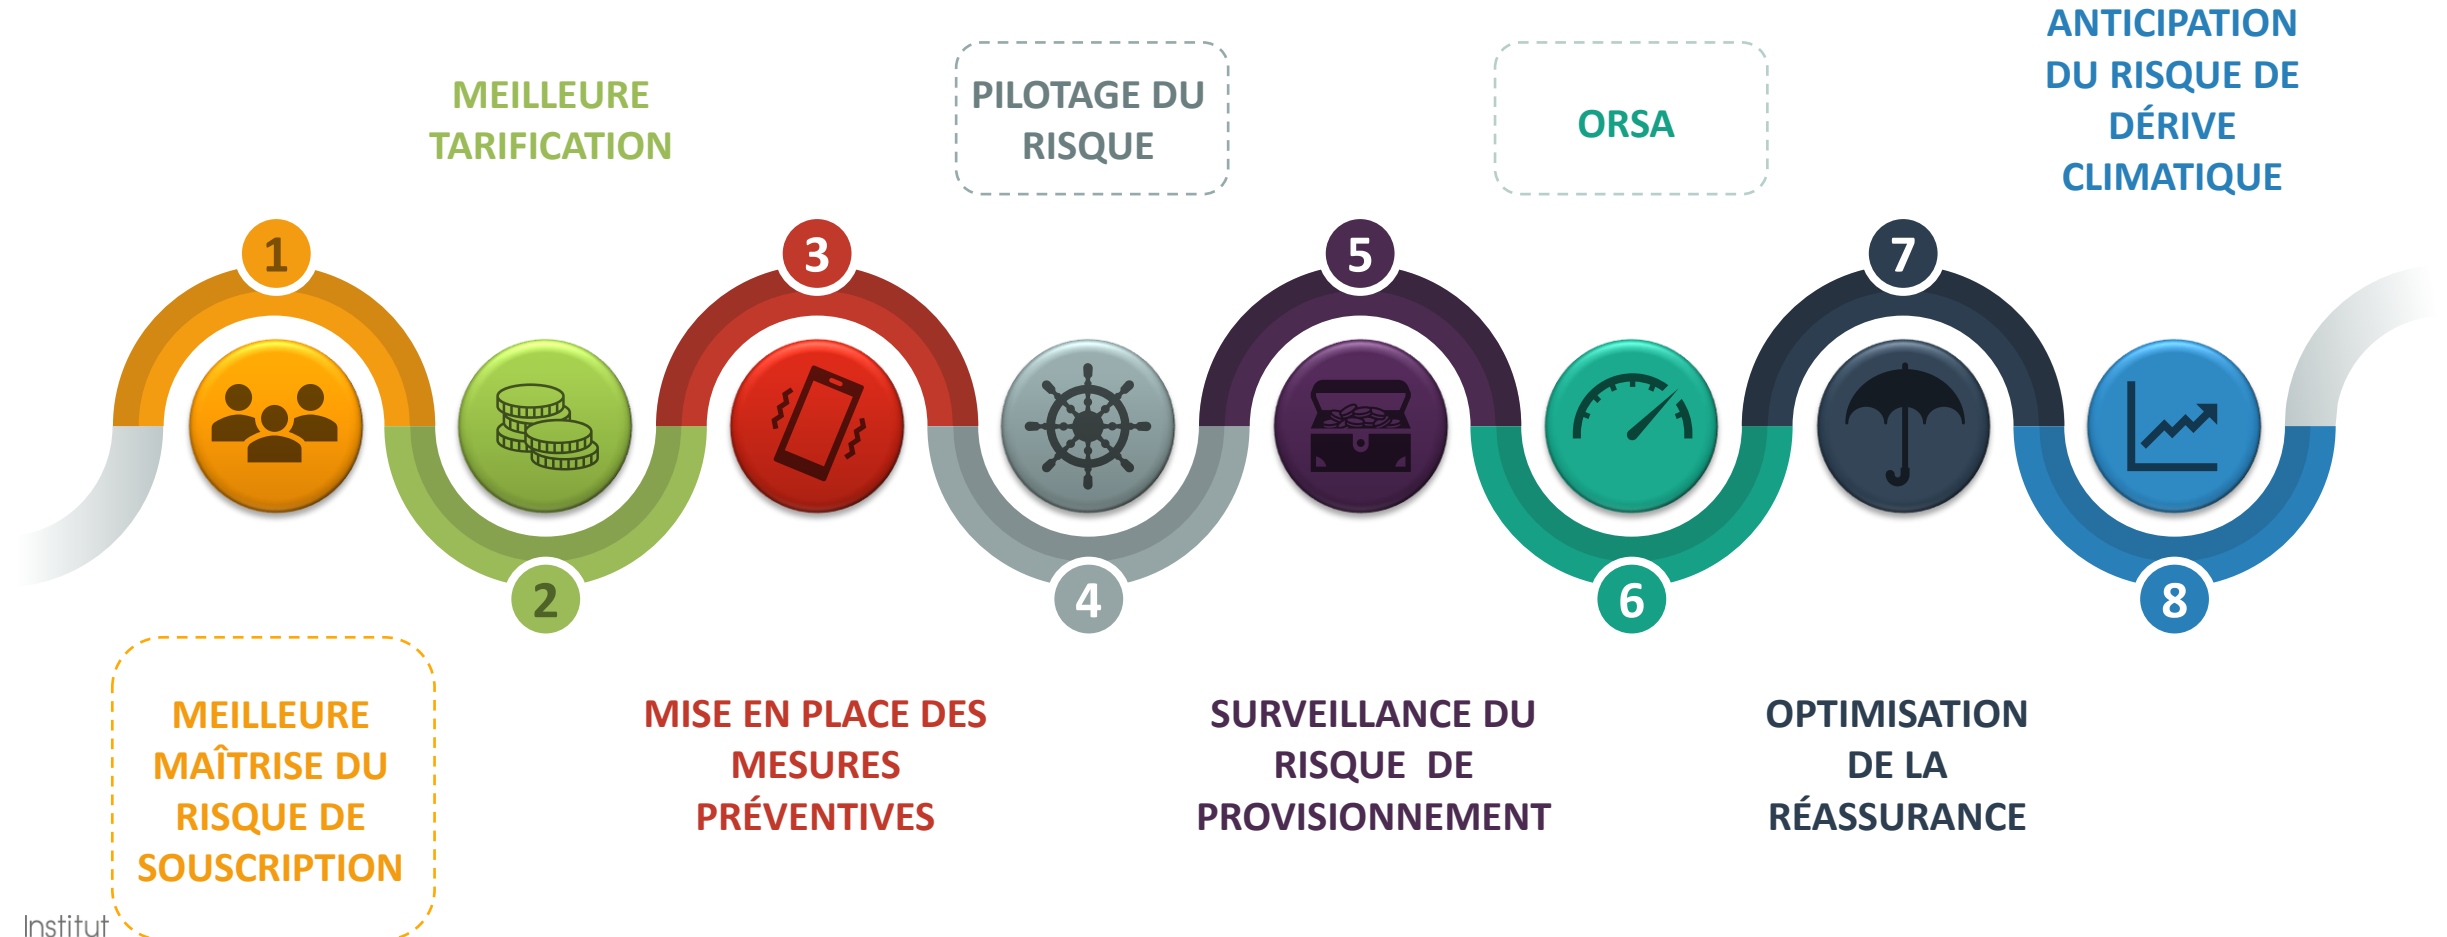 1
MEILLEURE
MAÎTRISE DU
RISQUE DE
SOUSCRIPTION
2
MEILLEURE
TARIFICATION
3
MISE EN PLACE DES
MESURES
PRÉVENTIVES
4
PILOTAGE DU
RISQUE
5
SURVEILLANCE DU
RISQUE DE
PROVISIONNEMENT
6
ORSA
7
OPTIMISATION
DE LA
RÉASSURANCE
8
ANTICIPATION
DU RISQUE DE
DÉRIVE
CLIMATIQUE
Institut